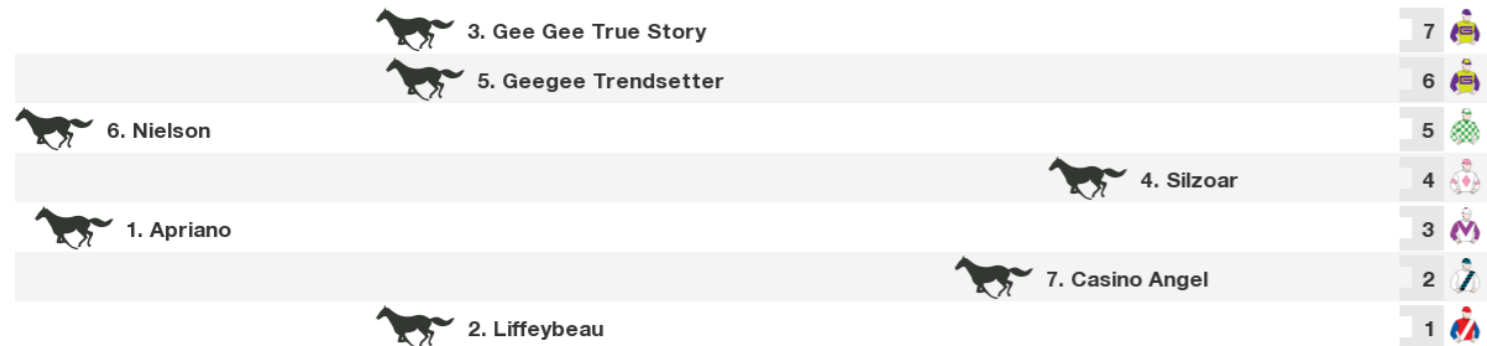 3. Gee Gee True Story 7
5. Geegee Trendsetter 6
6. Nielson 5
4. Silzoar 4
1. Apriano 3
7. Casino Angel 2
2. Liffeybeau 1